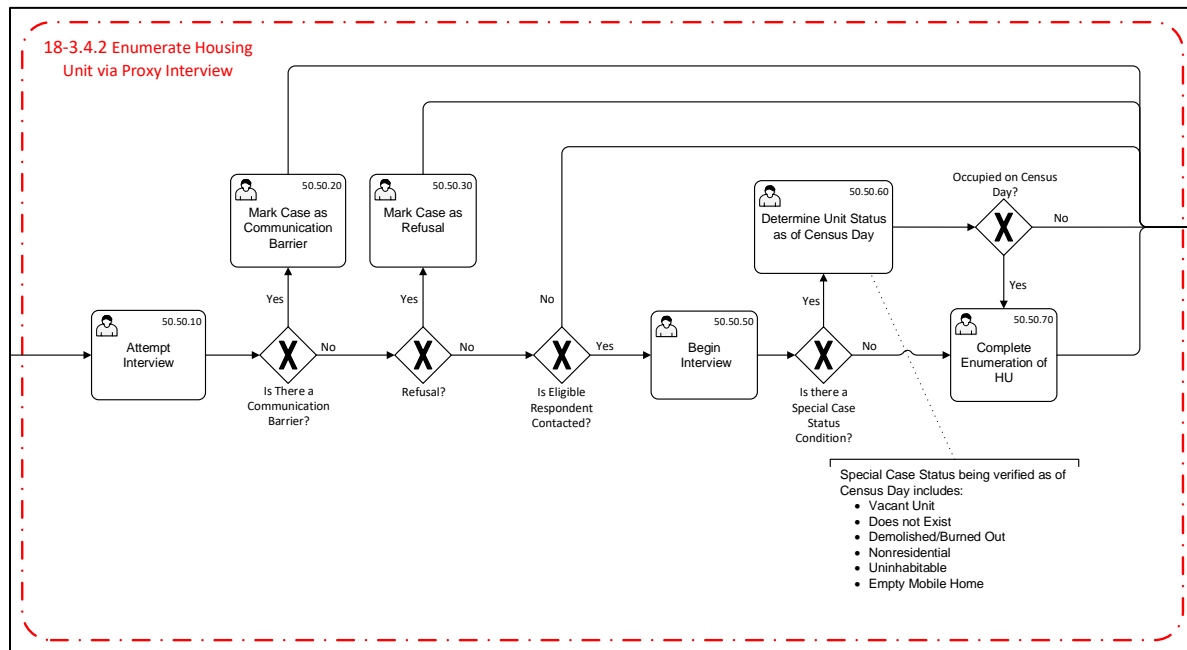 18-3.4.2 Enumerate Housing
Unit via Proxy Interview
50.50.20
Mark Case as
Communication
Barrier
50.50.30
Mark Case as
Refusal
50.50.60
Determine Unit Status
as of Census Day
Occupied on Census
Day?
No
Yes
Yes
No
Yes
Yes
50.50.10
Attempt
Interview
Is There a
Communication
Barrier?
No
Refusal?
No
Is Eligible
Respondent
Contacted?
Yes
50.50.50
Begin
Interview
Is there a
Special Case
Status
Condition?
No
50.50.70
Complete
Enumeration of
HU
Special Case Status being verified as of
Census Day includes:
• Vacant Unit
• Does not Exist
• Demolished/Burned Out
• Nonresidential
• Uninhabitable
• Empty Mobile Home